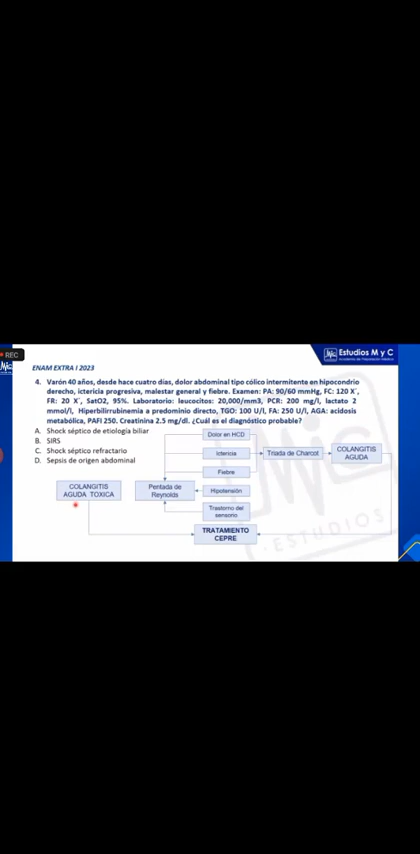 REC
MjC
Estudios M y C
Academia de Preparación Médica
ENAM EXTRA I 2023
4. Varón 40 años, desde hace cuatro días, dolor abdominal tipo cólico intermitente en hipocondrio
derecho, ictericia progresiva, malestar general y fiebre. Examen: PA: 90/60 mmHg, FC: 120 X´,
FR: 20 X´, SatO2, 95%. Laboratorio: leucocitos: 20,000/mm3, PCR: 200 mg/l, lactato 2
mmol/l, Hiperbilirrubinemia a predominio directo, TGO: 100 U/l, FA: 250 U/l, AGA: acidosis
metabólica, PAFI 250. Creatinina 2.5 mg/dl. ¿Cuál es el diagnóstico probable?
A. Shock séptico de etiología biliar
B. SIRS
C. Shock séptico refractario
D. Sepsis de origen abdominal
Dolor en HCD
Ictericia
Fiebre
Triada de Charcot
COLANGITIS
AGUDA
COLANGITIS
AGUDA TOXICA
Pentada de
Reynolds
Hipotensión
Trastorno del
sensorio
TRATAMIENTO
CEPRE
MjC
·ESTUDIOS·